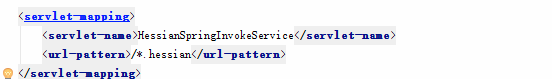 <servlet-mapping>
<servlet-name>HessianSpringInvokeService</servlet-name>
<url-pattern>/*.hessian</url-pattern>
</servlet-mapping>